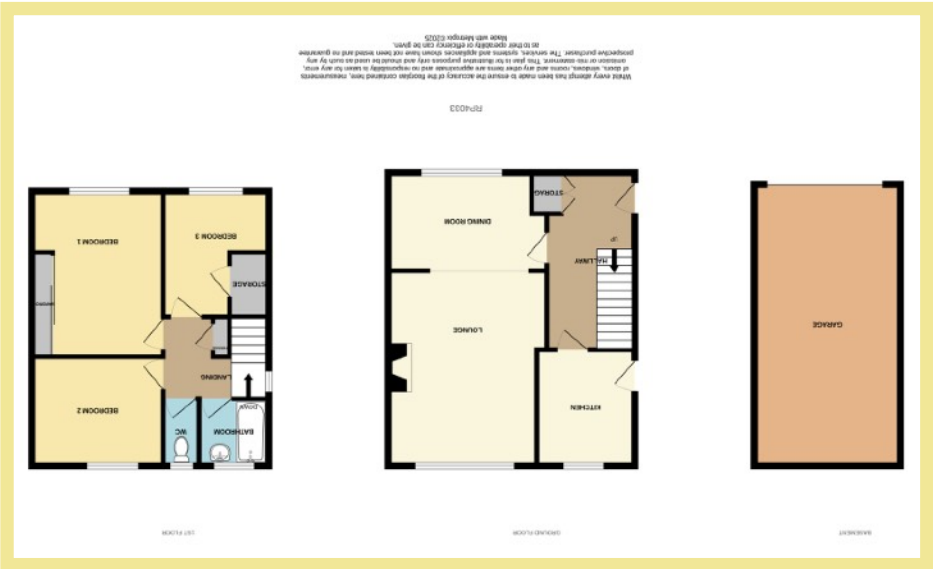 BASEMENT
GROUND FLOOR
1ST FLOOR
GARAGE
KITCHEN
LOUNGE
HALLWAY
UP
DINING ROOM
STORAG
BATHROOM
WC
DOWN
BEDROOM 2
LANDING
STORAGE
BEDROOM 3
BEDROOM 1
RP4033
Whilst every attempt has been made to ensure the accuracy of the floorplan contained here, measurements
of doors, windows, rooms and any other items are approximate and no responsibility is taken for any error,
omission or mis-statement. This plan is for illustrative purposes only and should be used as such by any
prospective purchaser. The services, systems and appliances shown have not been tested and no guarantee
as to their operability or efficiency can be given.
Made with Metropix ©2025